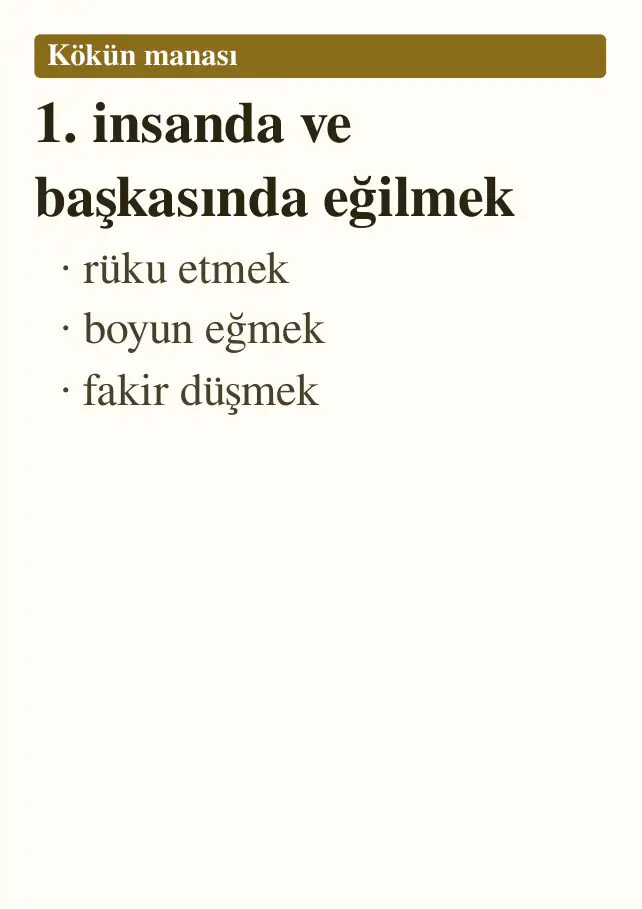 Kökün manası
1. insanda ve
başkasında eğilmek
· rüku etmek
· boyun eğmek
· fakir düşmek